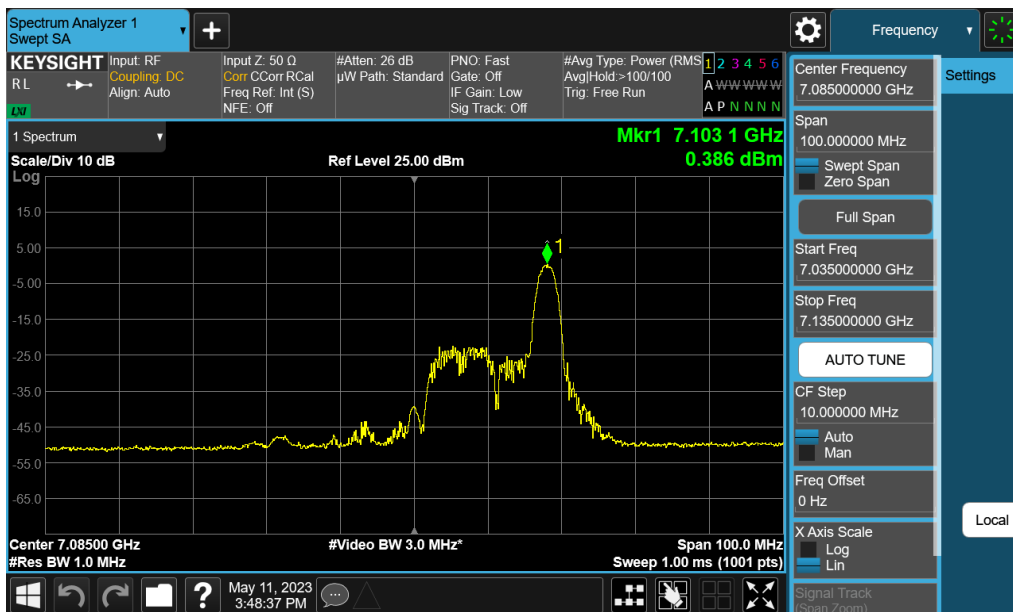 Spectrum Analyzer 1
Swept SA
Frequency
KEYSIGHT
RL
LXI
Input: RF
Coupling: DC
Align: Auto
Input Z: 50 Ω
Corr CCorr RCal
Freq Ref: Int (S)
NFE: Off
#Atten: 26 dB
µW Path: Standard
PNO: Fast
Gate: Off
IF Gain: Low
Sig Track: Off
#Avg Type: Power (RMS
Avg|Hold:>100/100
Trig: Free Run
1 2 3 4 5 6
A W W W W W
A P N N N N
1 Spectrum
Scale/Div 10 dB
Log
Ref Level 25.00 dBm
Mkr1 7.103 1 GHz
0.386 dBm
15.0
5.00
-5.00
-15.0
-25.0
-35.0
-45.0
-55.0
-65.0
1
Center 7.08500 GHz
#Res BW 1.0 MHz
#Video BW 3.0 MHz*
Span 100.0 MHz
Sweep 1.00 ms (1001 pts)
Center Frequency
7.085000000 GHz
Span
100.000000 MHz
Swept Span
Zero Span
Full Span
Start Freq
7.035000000 GHz
Stop Freq
7.135000000 GHz
AUTO TUNE
CF Step
10.000000 MHz
Auto
Man
Freq Offset
0 Hz
X Axis Scale
Log
Lin
Signal Track
(Span Zoom)
Settings
Local
?
May 11, 2023
3:48:37 PM